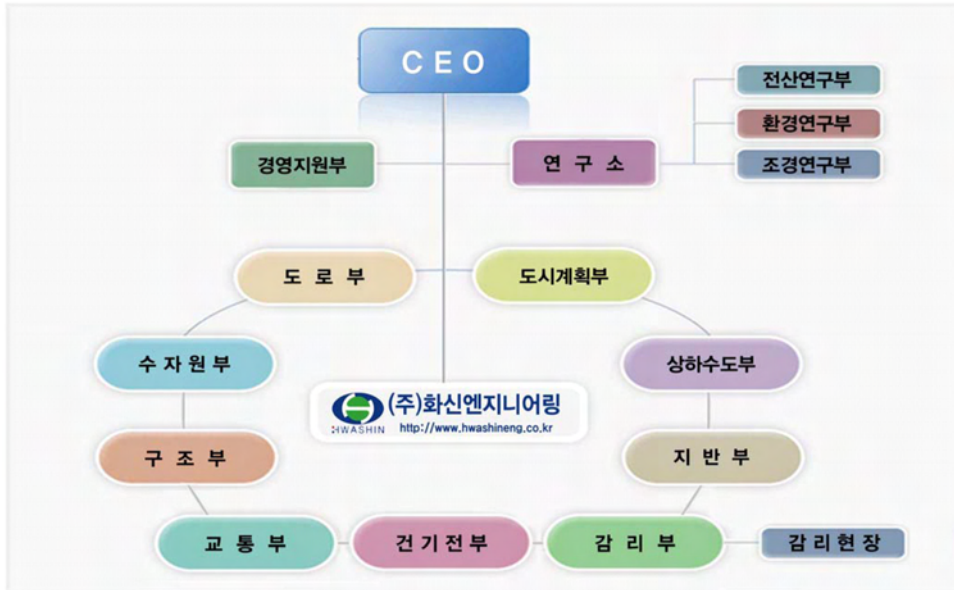 C E O
전산연구부
환경연구부
경영지원부
연 구 소
조경연구부
도 로 부
도시계획부
수 자 원 부
상하수도부
(주)화신엔지니어링
HWASHIN
http://www.hwashineng.co.kr
구 조 부
지 반 부
교 통 부
건 기 전 부
감 리 부
감 리 현 장